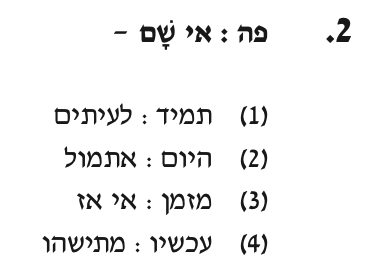 2. פה : אי שָׁם –
(1) תמיד : לעיתים
(2) היום : אתמול
(3) מזמן : אי אז
(4) עכשיו : מתישהו